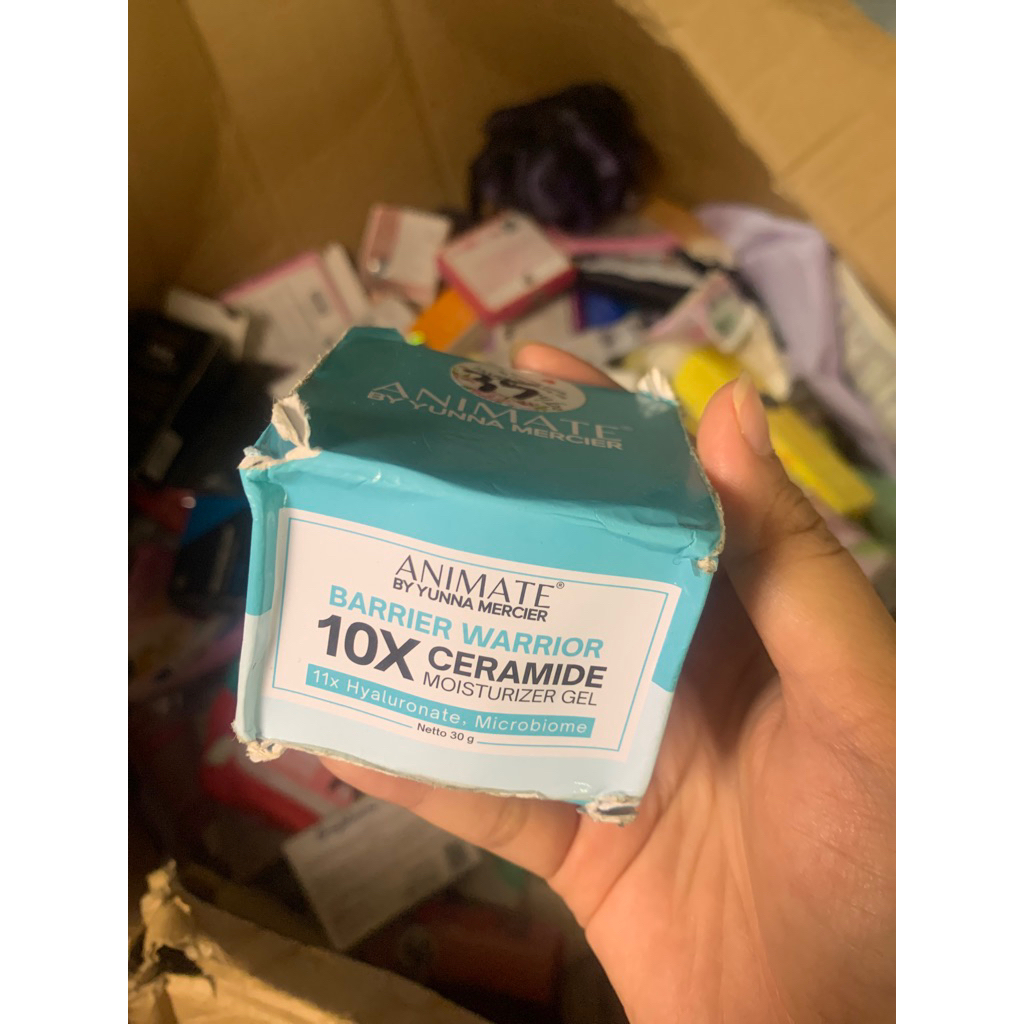 ANIMATE®
BY YUNNA MERCIER
ANIMATE®
BY YUNNA MERCIER
BARRIER WARRIOR
10X CERAMIDE
MOISTURIZER GEL
11x Hyaluronate, Microbiome
Netto 30 g